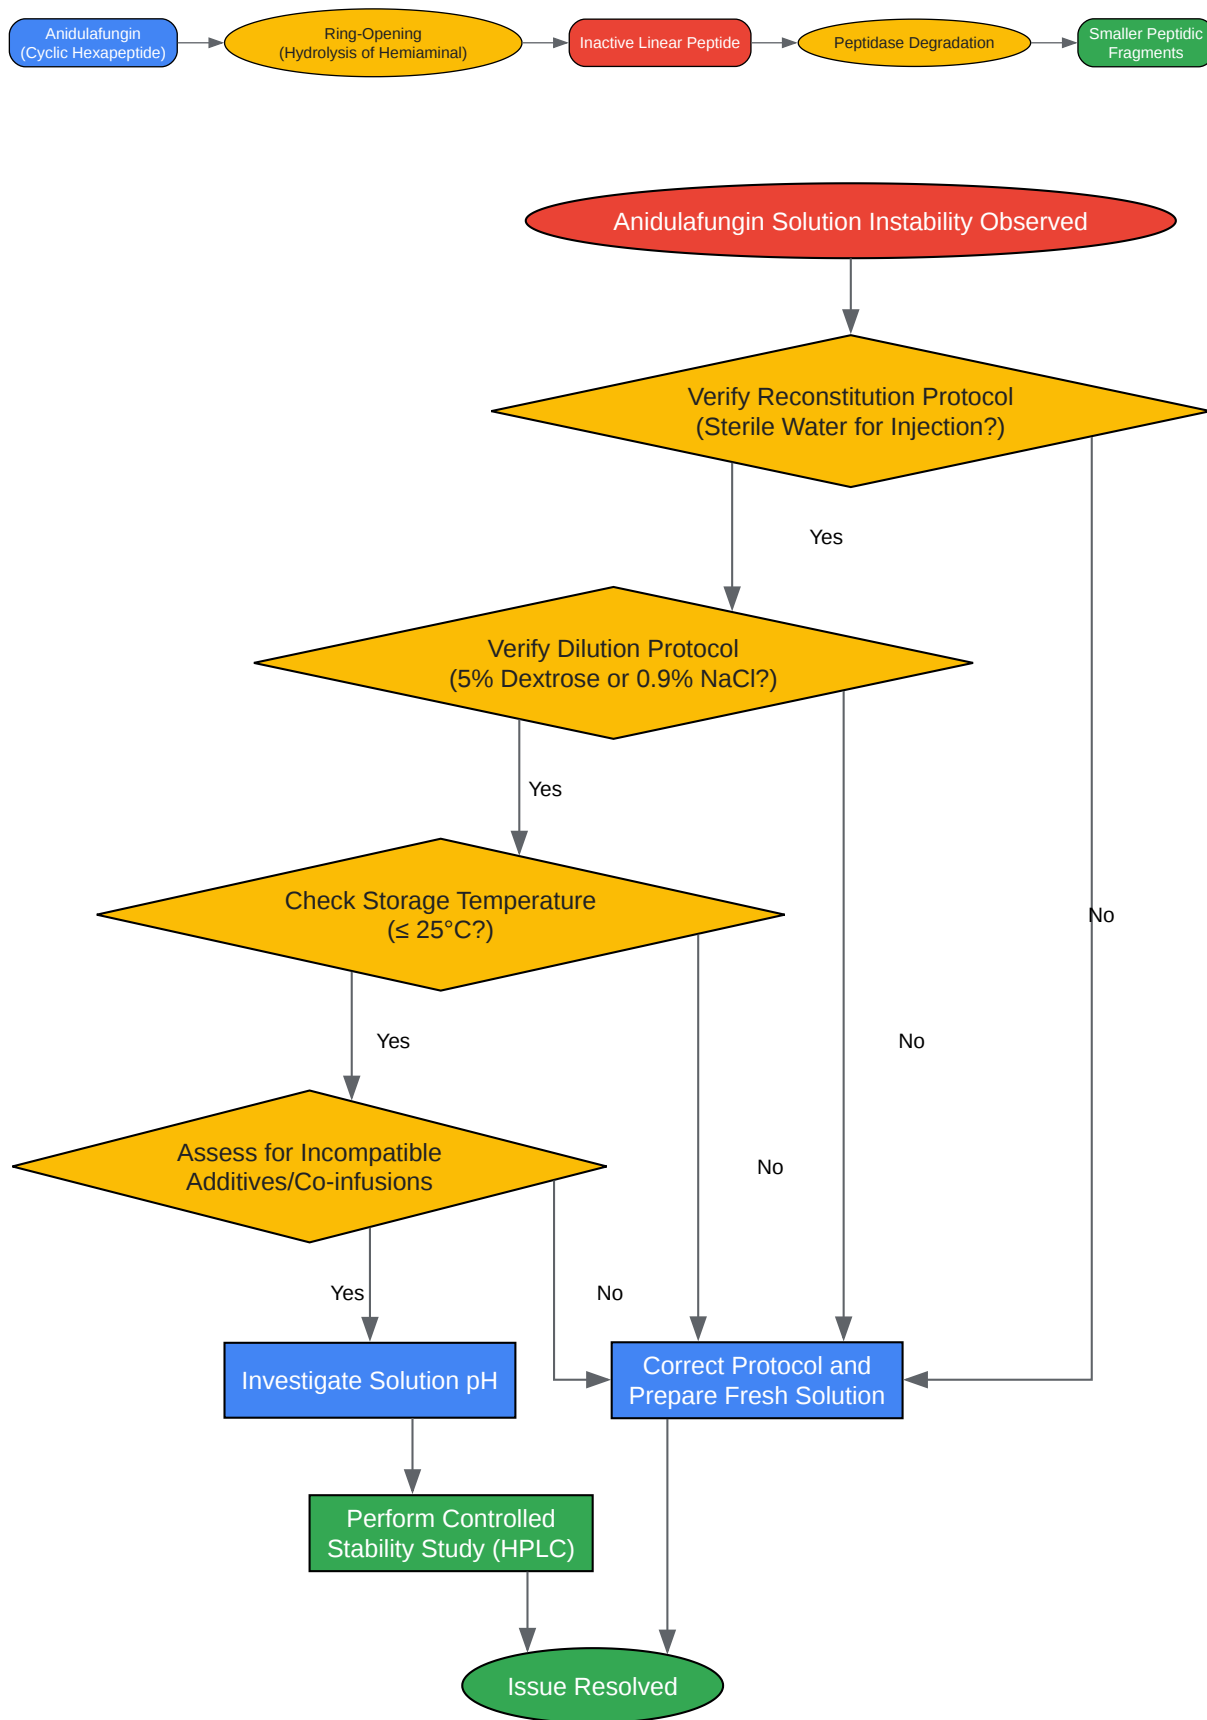 Anidulafungin
(Cyclic Hexapeptide)
Ring-Opening
(Hydrolysis of Hemiaminal)
Inactive Linear Peptide
Peptidase Degradation
Smaller Peptidic
Fragments
Anidulafungin Solution Instability Observed
Verify Reconstitution Protocol
(Sterile Water for Injection?)
Yes
Verify Dilution Protocol
(5% Dextrose or 0.9% NaCl?)
Yes
Check Storage Temperature
(≤ 25°C?)
No
Yes
No
Assess for Incompatible
Additives/Co-infusions
No
Yes
No
Investigate Solution pH
Correct Protocol and
Prepare Fresh Solution
Perform Controlled
Stability Study (HPLC)
Issue Resolved